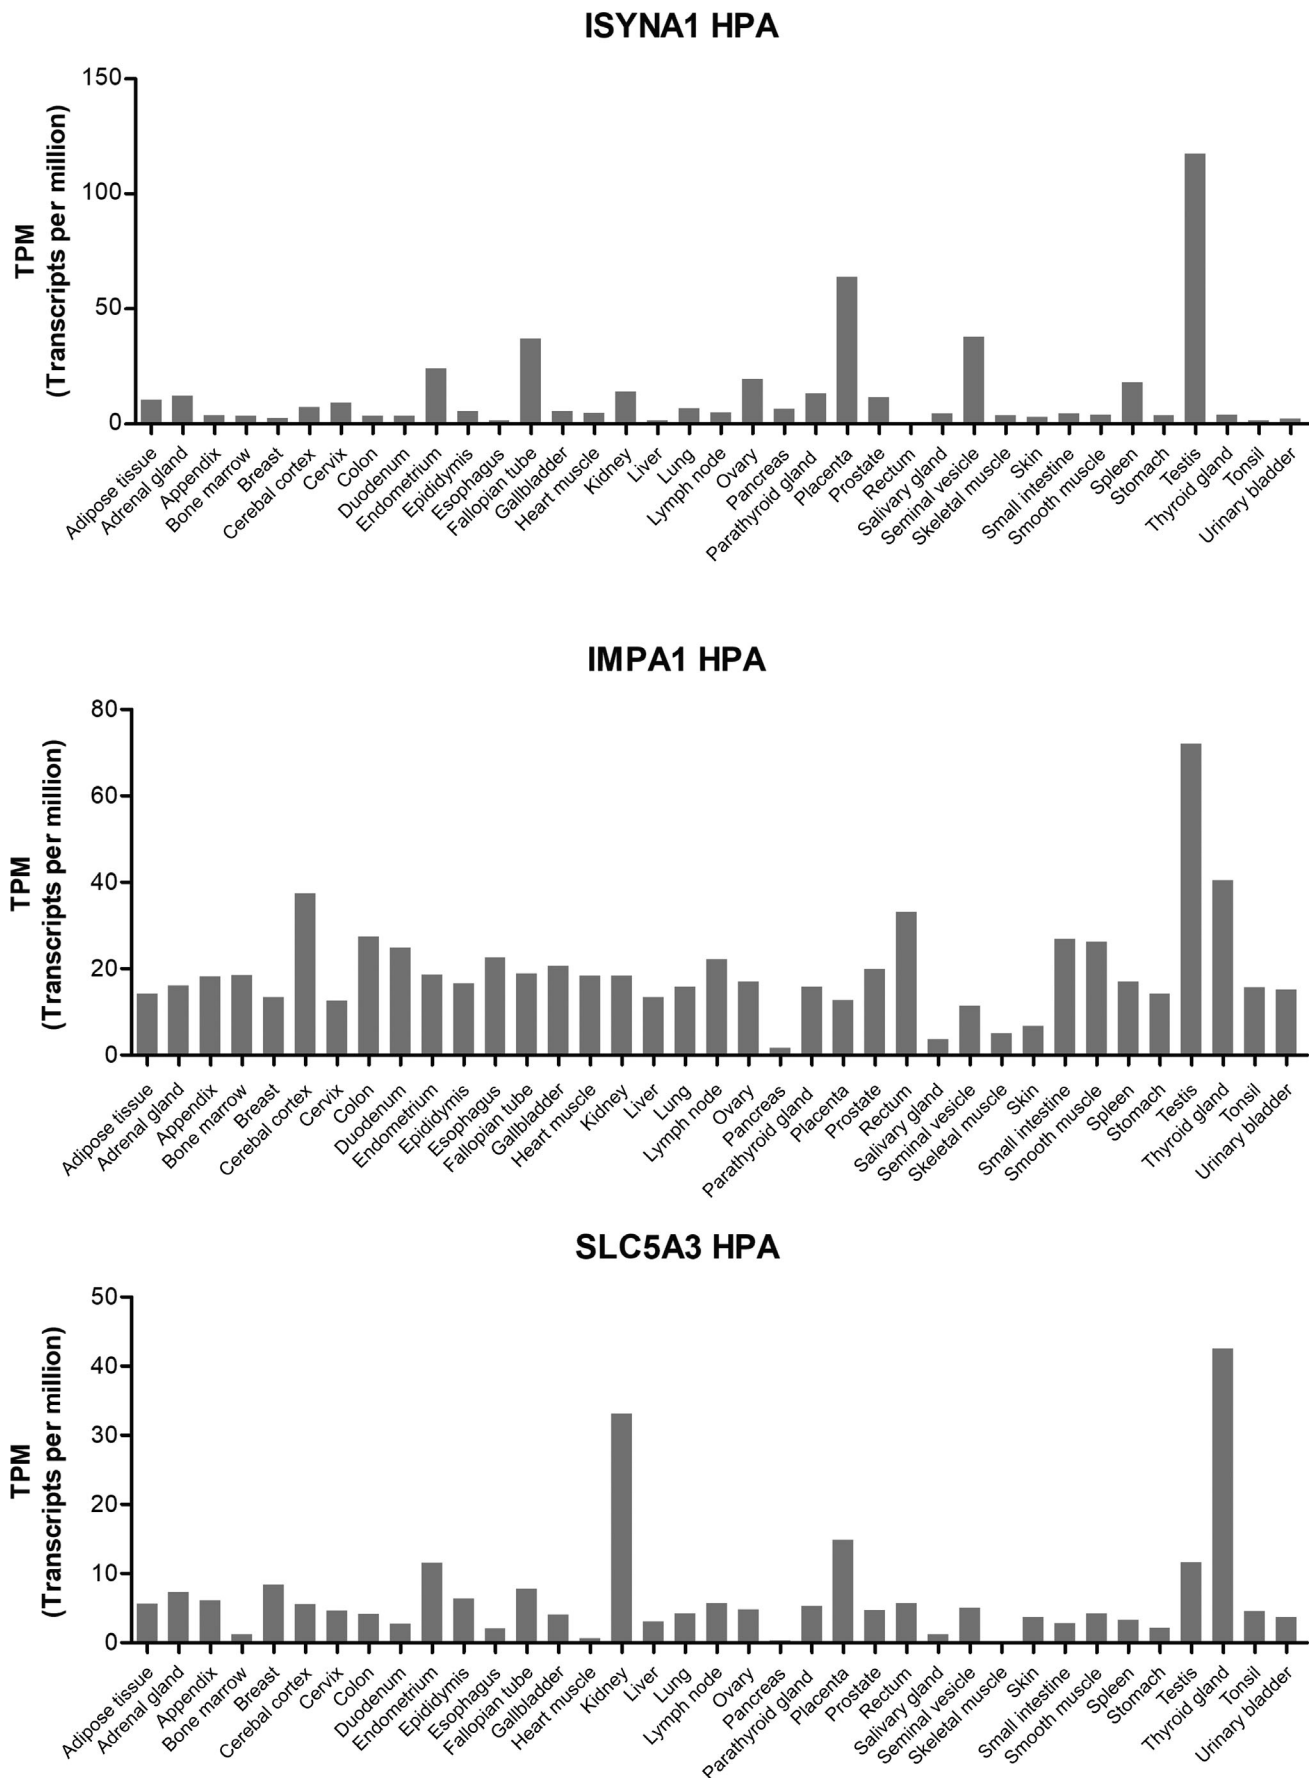 ISYNA1 HPA
TPM
(Transcripts per million)
150
100
50
0
Adipose tissue
Adrenal gland
Appendix
Bone marrow
Breast
Cerebral cortex
Cervix
Colon
Duodenum
Endometrium
Epididymis
Esophagus
Fallopian tube
Gallbladder
Heart muscle
Kidney
Liver
Lung
Lymph node
Ovary
Pancreas
Parathyroid gland
Placenta
Prostate
Rectum
Salivary gland
Seminal vesicle
Skeletal muscle
Skin
Small intestine
Smooth muscle
Spleen
Stomach
Testis
Thyroid gland
Tonsil
Urinary bladder
IMPA1 HPA
TPM
(Transcripts per million)
80
60
40
20
0
Adipose tissue
Adrenal gland
Appendix
Bone marrow
Breast
Cerebral cortex
Cervix
Colon
Duodenum
Endometrium
Epididymis
Esophagus
Fallopian tube
Gallbladder
Heart muscle
Kidney
Liver
Lung
Lymph node
Ovary
Pancreas
Parathyroid gland
Placenta
Prostate
Rectum
Salivary gland
Seminal vesicle
Skeletal muscle
Skin
Small intestine
Smooth muscle
Spleen
Stomach
Testis
Thyroid gland
Tonsil
Urinary bladder
SLC5A3 HPA
TPM
(Transcripts per million)
50
40
30
20
10
0
Adipose tissue
Adrenal gland
Appendix
Bone marrow
Breast
Cerebral cortex
Cervix
Colon
Duodenum
Endometrium
Epididymis
Esophagus
Fallopian tube
Gallbladder
Heart muscle
Kidney
Liver
Lung
Lymph node
Ovary
Pancreas
Parathyroid gland
Placenta
Prostate
Rectum
Salivary gland
Seminal vesicle
Skeletal muscle
Skin
Small intestine
Smooth muscle
Spleen
Stomach
Testis
Thyroid gland
Tonsil
Urinary bladder